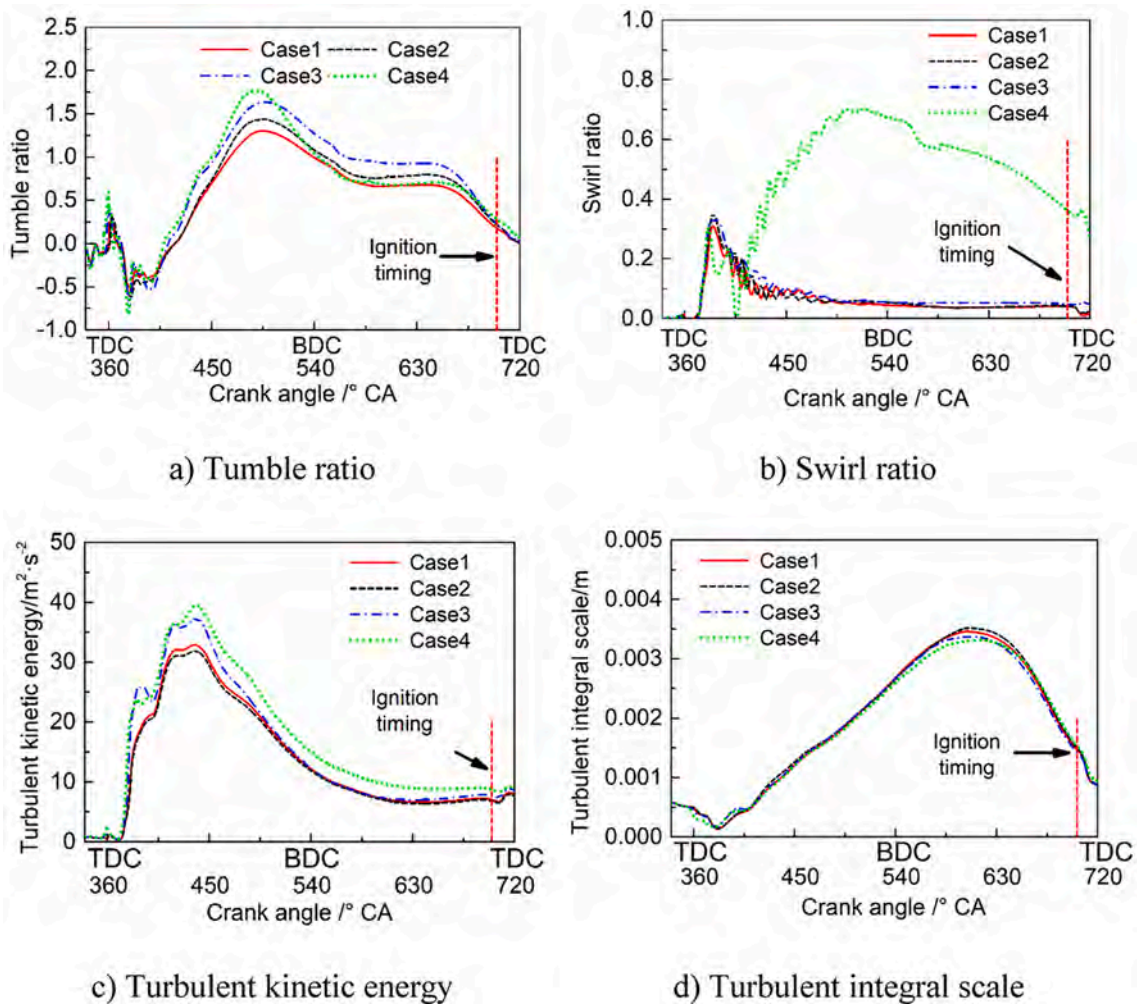 2.5
2.0
1.5
1.0
0.5
0.0
-0.5
-1.0
Tumble ratio
Case1 Case2
Case3 Case4
Ignition
timing
TDC BDC TDC
360 450 540 630 720
Crank angle /° CA
a) Tumble ratio
1.0
0.8
0.6
0.4
0.2
0.0
Swirl ratio
Case1
Case2
Case3
Case4
Ignition
timing
TDC BDC TDC
360 450 540 630 720
Crank angle /° CA
b) Swirl ratio
50
40
30
20
10
0
Turbulent kinetic energy/m²·s⁻²
Case1
Case2
Case3
Case4
Ignition
timing
TDC BDC TDC
360 450 540 630 720
Crank angle /° CA
c) Turbulent kinetic energy
0.005
0.004
0.003
0.002
0.001
0.000
Turbulent integral scale/m
Case1
Case2
Case3
Case4
Ignition
timing
TDC BDC TDC
360 450 540 630 720
Crank angle /° CA
d) Turbulent integral scale